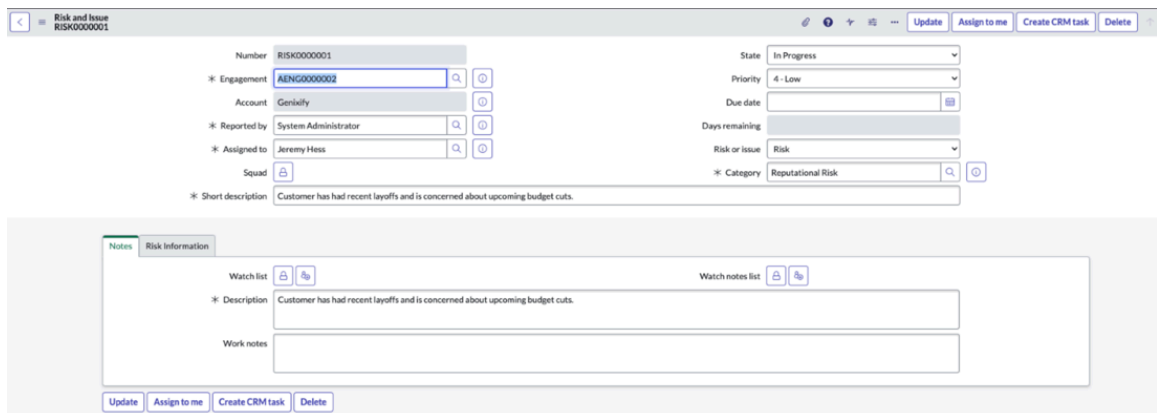 Risk and Issue
RISK0000001
Update Assign to me Create CRM task Delete
Number RISK0000001
State In Progress
✳ Engagement AENG0000002
Priority 4 - Low
Account Genixify
Due date
✳ Reported by System Administrator
Days remaining
✳ Assigned to Jeremy Hess
Risk or issue Risk
Squad
✳ Category Reputational Risk
✳ Short description Customer has had recent layoffs and is concerned about upcoming budget cuts.
Notes Risk Information
Watch list
Watch notes list
✳ Description Customer has had recent layoffs and is concerned about upcoming budget cuts.
Work notes
Update Assign to me Create CRM task Delete